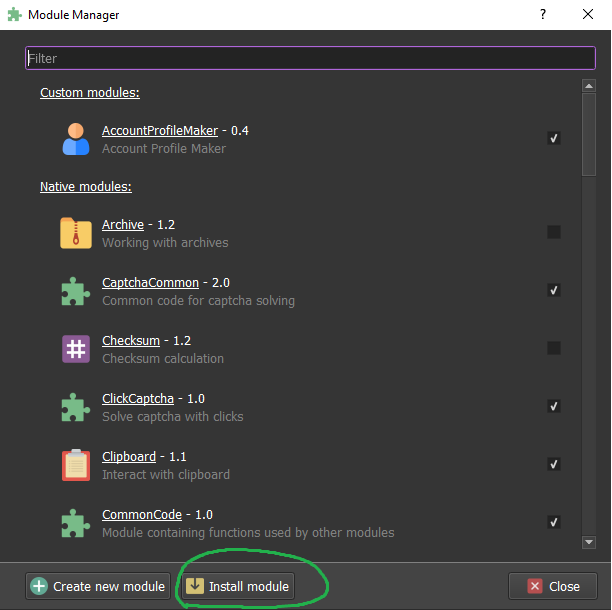 Module Manager
?
Filter
Custom modules:
AccountProfileMaker - 0.4
Account Profile Maker
Native modules:
Archive - 1.2
Working with archives
CaptchaCommon - 2.0
Common code for captcha solving
Checksum - 1.2
Checksum calculation
ClickCaptcha - 1.0
Solve captcha with clicks
Clipboard - 1.1
Interact with clipboard
CommonCode - 1.0
Module containing functions used by other modules
Create new module
Install module
Close